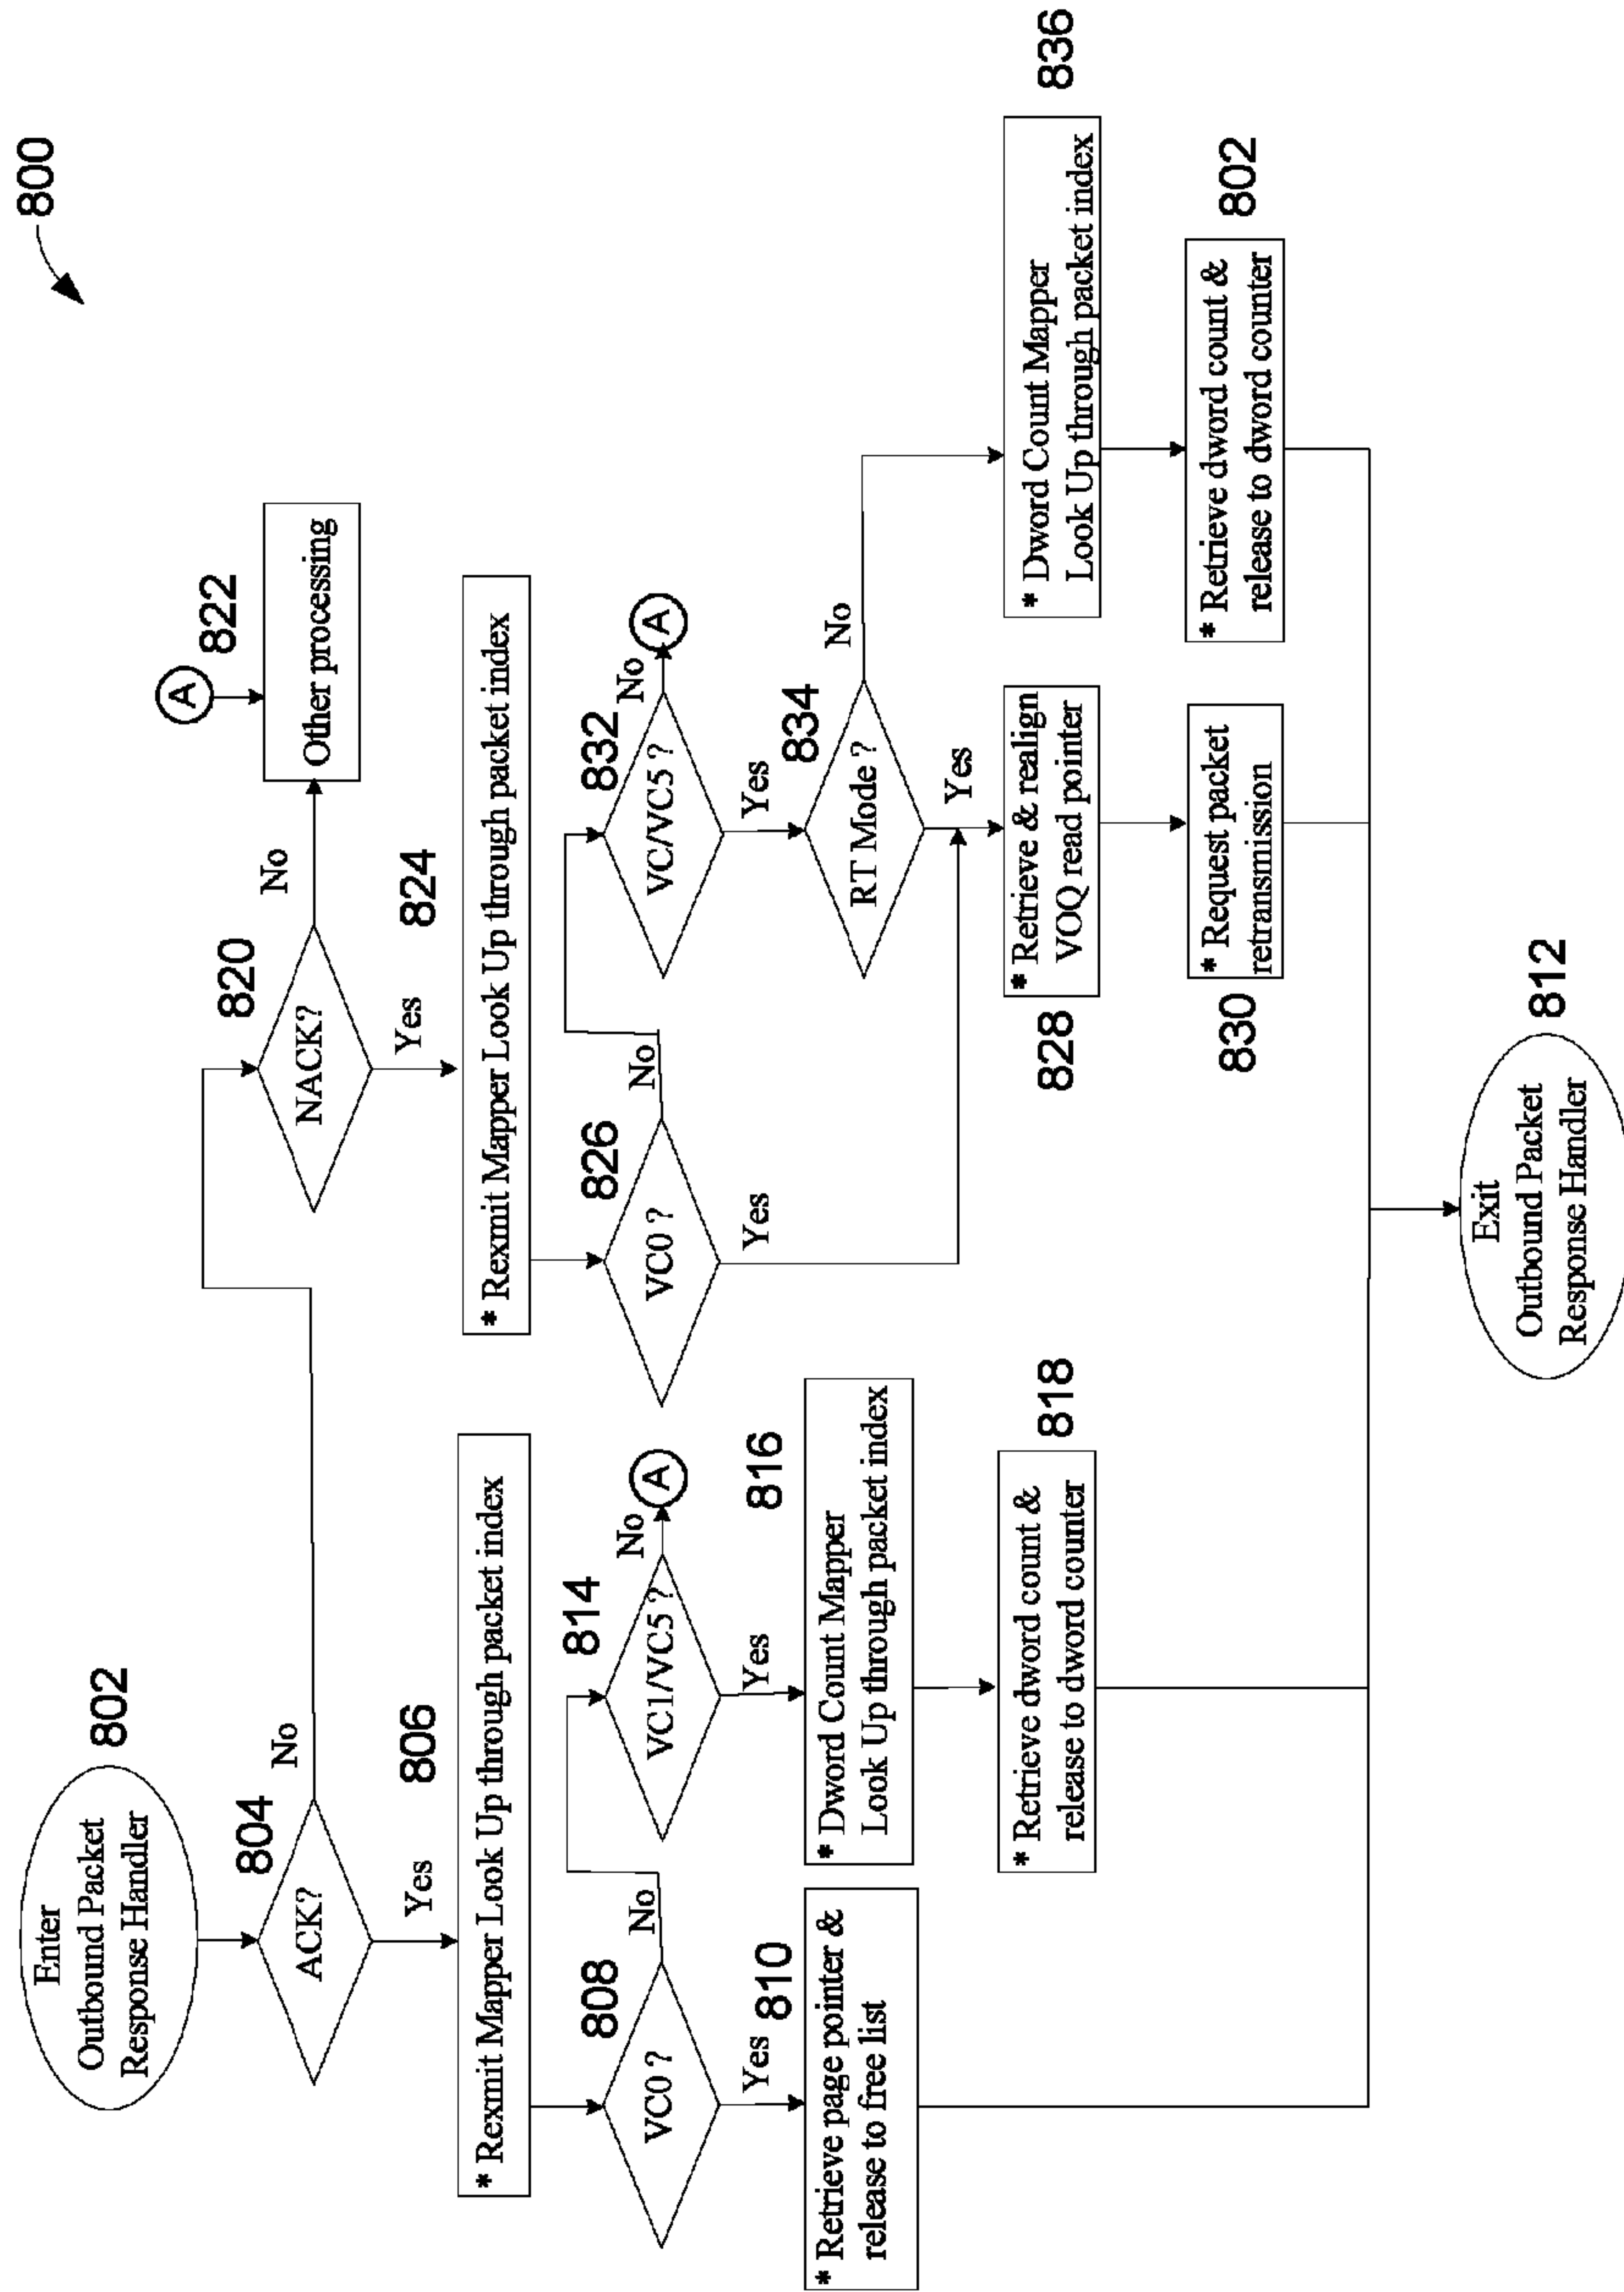 800
Enter
Outbound Packet
Response Handler
802
804
ACK?
No
Yes
806
* Rexmit Mapper Look Up through packet index
808
VC0 ?
No
Yes
810
* Retrieve page pointer &
release to free list
814
VC1/VC5 ?
No
A
Yes
816
* Dword Count Mapper
Look Up through packet index
818
* Retrieve dword count &
release to dword counter
820
NACK?
No
Yes
A
822
Other processing
824
* Rexmit Mapper Look Up through packet index
826
VC0 ?
No
Yes
832
VC/VC5 ?
No
A
Yes
834
RT Mode ?
No
Yes
828
* Retrieve & realign
VOQ read pointer
830
* Request packet
retransmission
836
* Dword Count Mapper
Look Up through packet index
802
* Retrieve dword count &
release to dword counter
812
Exit
Outbound Packet
Response Handler